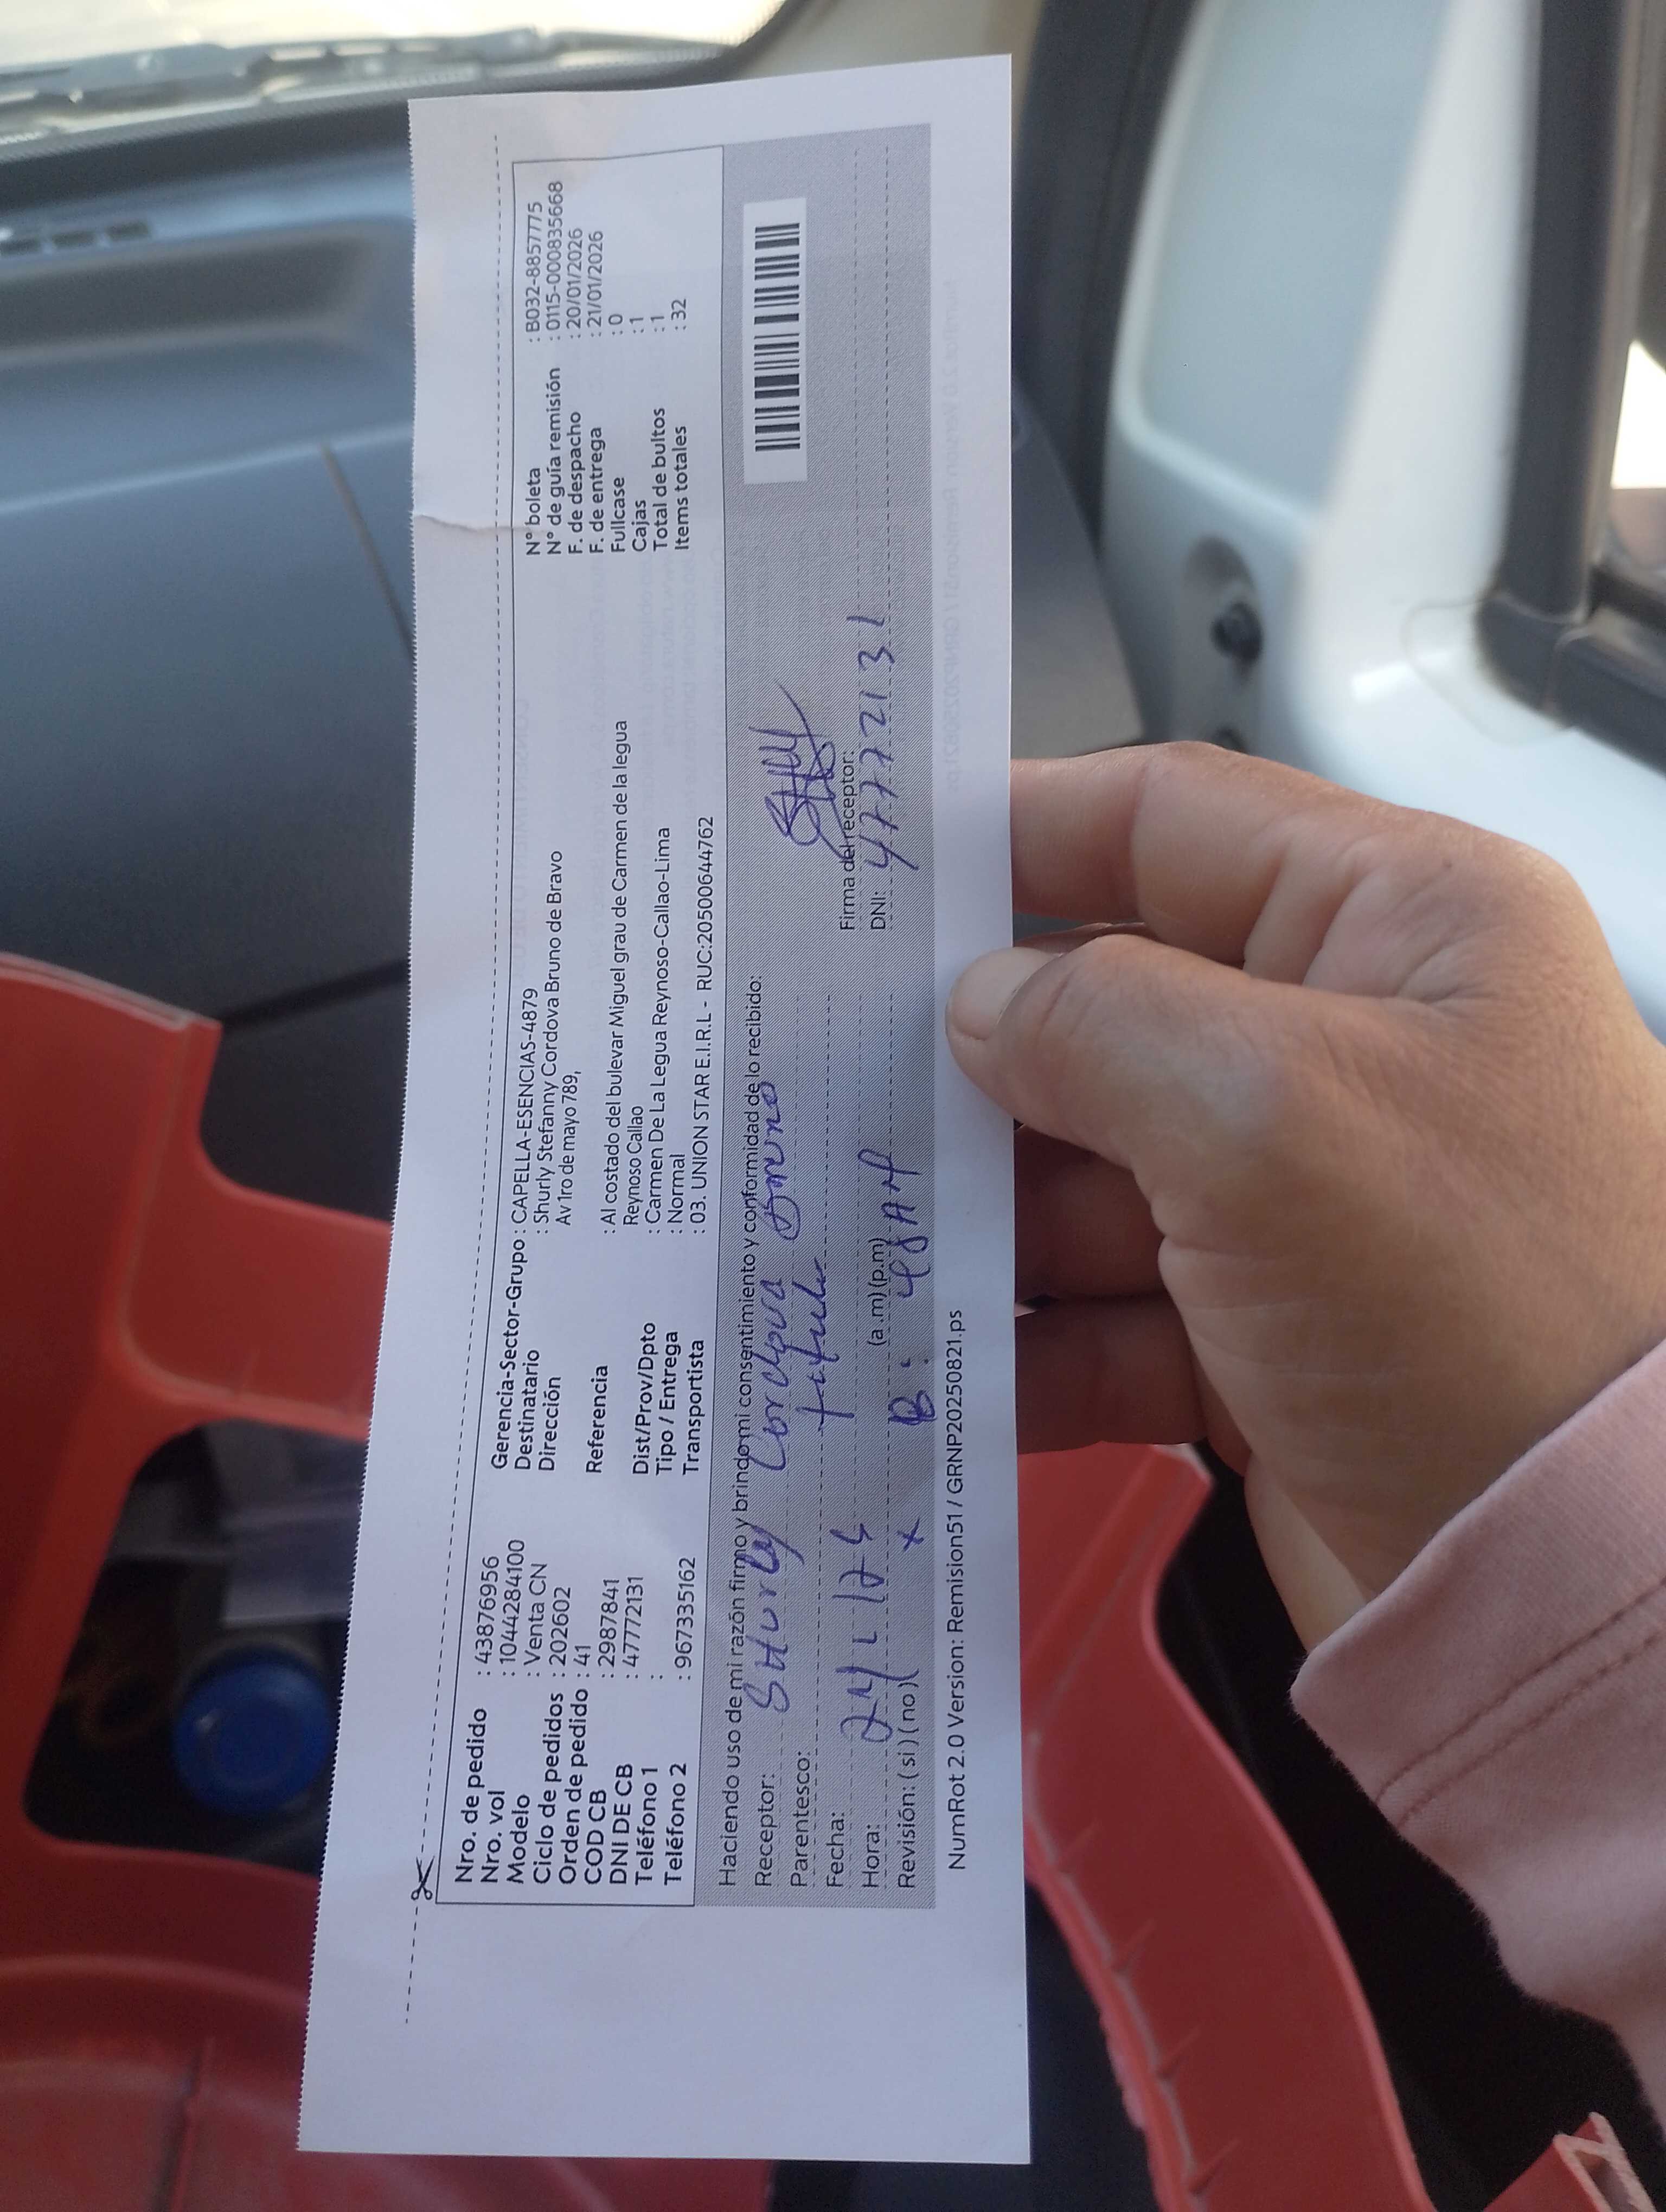 Nro. de pedido : 438769956
Nro. vol : 1044284100
Modelo : Venta CN
Ciclo de pedidos : 202602
Orden de pedido : 41
COD CB : 2987841
DNI DE CB : 47772131
Teléfono 1 :
Teléfono 2 : 967335162
Gerencia-Sector-Grupo : CAPELLA-ESENCIAS-4879
Destinatario : Shurly Stefanny Cordova Bruno de Bravo
Dirección Av 1ro de mayo 789,
Referencia : Al costado del bulevar Miguel grau de Carmen de la legua
Reynoso Callao
Dist/Prov/Dpto : Carmen De La Legua Reynoso-Callao-Lima
Tipo / Entrega : Normal
Transportista : 03. UNION STAR E.I.R.L - RUC:20500644762
N° boleta : B032-8857775
N° de guía remisión : 0115-000835668
F. de despacho : 20/01/2026
F. de entrega : 21/01/2026
Fullcase : 0
Cajas : 1
Total de bultos : 1
Items totales : 32
Haciendo uso de mi razón firmo y brindo mi consentimiento y conformidad de lo recibido:
Receptor: Shurly Cordova Bruno
Parentesco: titular
Fecha:
Hora: (a.m) (p.m)
Revisión: ( si ) ( no )
Firma del receptor:
DNI: 47772131
NumRot 2.0 Version: Remision51 / GRNP20250821.ps